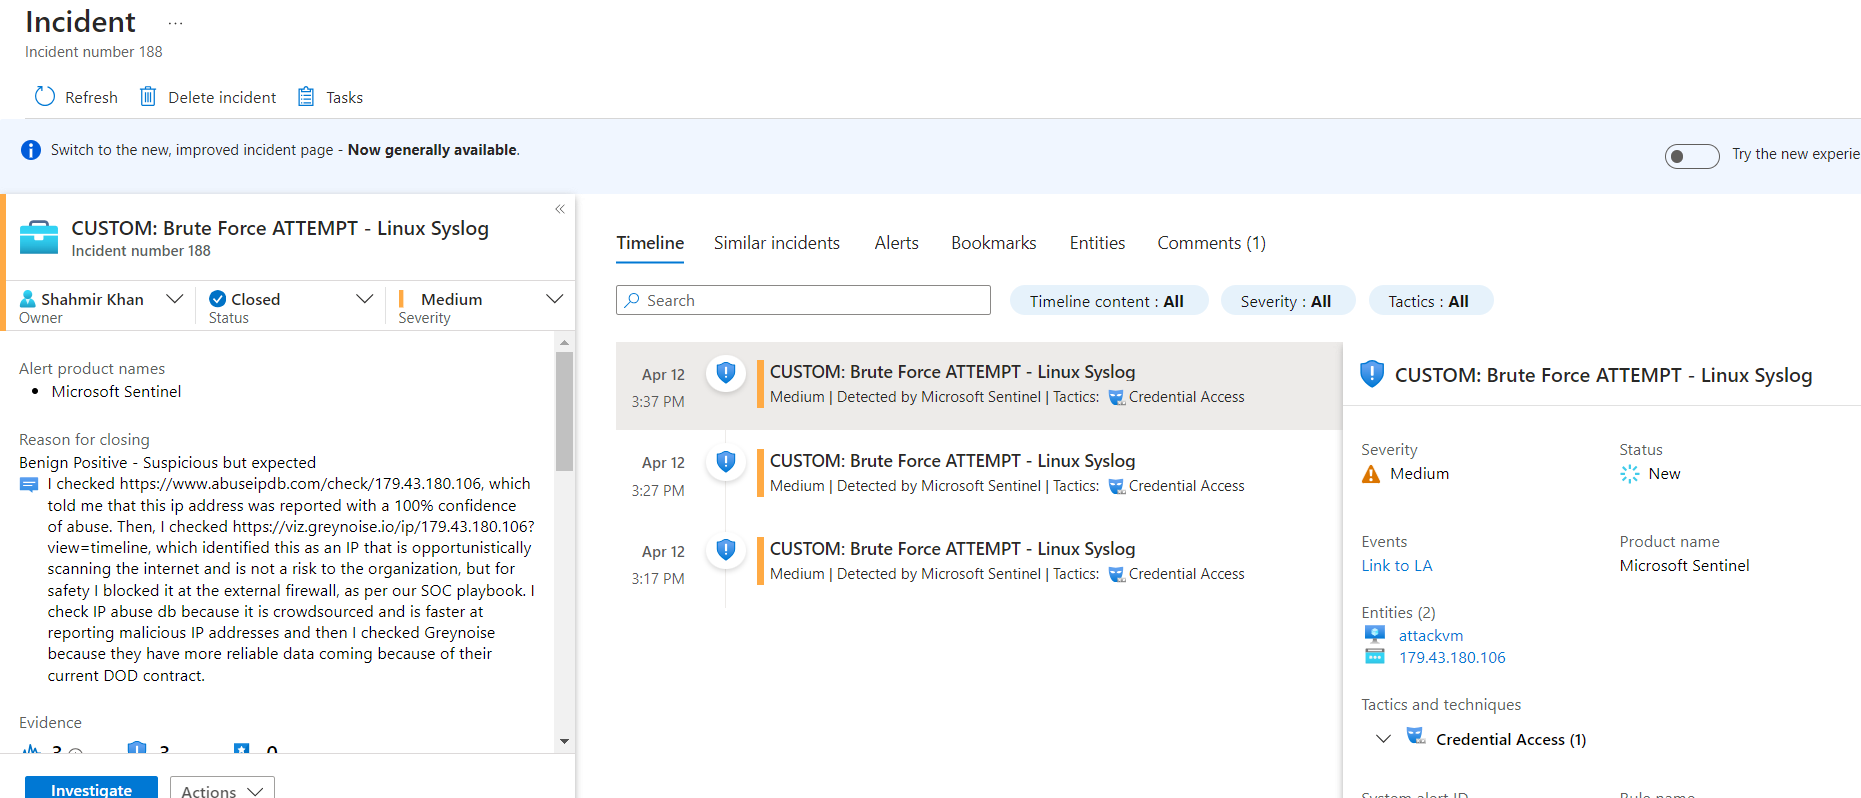 Incident ...
Incident number 188
Refresh Delete incident Tasks
Switch to the new, improved incident page - Now generally available.
Try the new experie
CUSTOM: Brute Force ATTEMPT - Linux Syslog
Incident number 188
Shahmir Khan
Owner
Closed
Status
Medium
Severity
Alert product names
• Microsoft Sentinel
Reason for closing
Benign Positive - Suspicious but expected
I checked https://www.abuseipdb.com/check/179.43.180.106, which
told me that this ip address was reported with a 100% confidence
of abuse. Then, I checked https://viz.greynoise.io/ip/179.43.180.106?
view=timeline, which identified this as an IP that is opportunistically
scanning the internet and is not a risk to the organization, but for
safety I blocked it at the external firewall, as per our SOC playbook. I
check IP abuse db because it is crowdsourced and is faster at
reporting malicious IP addresses and then I checked Greynoise
because they have more reliable data coming because of their
current DOD contract.
Evidence
3 3 0
Investigate Actions
Timeline Similar incidents Alerts Bookmarks Entities Comments (1)
Search
Timeline content : All Severity : All Tactics : All
Apr 12
3:37 PM
CUSTOM: Brute Force ATTEMPT - Linux Syslog
Medium | Detected by Microsoft Sentinel | Tactics: Credential Access
Apr 12
3:27 PM
CUSTOM: Brute Force ATTEMPT - Linux Syslog
Medium | Detected by Microsoft Sentinel | Tactics: Credential Access
Apr 12
3:17 PM
CUSTOM: Brute Force ATTEMPT - Linux Syslog
Medium | Detected by Microsoft Sentinel | Tactics: Credential Access
CUSTOM: Brute Force ATTEMPT - Linux Syslog
Severity
Medium
Status
New
Events
Link to LA
Product name
Microsoft Sentinel
Entities (2)
attackvm
179.43.180.106
Tactics and techniques
Credential Access (1)
System alert ID
Rule name